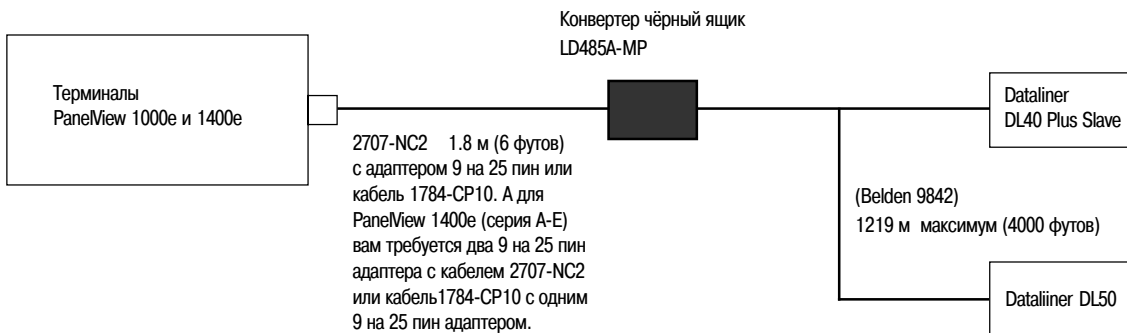 Конвертер чёрный ящик
LD485A-MP
Терминалы
PanelView 1000e и 1400e
Dataliner
DL40 Plus Slave
2707-NC2 1.8 м (6 футов)
с адаптером 9 на 25 пин или
кабель 1784-CP10. А для
PanelView 1400e (серия А-Е)
вам требуется два 9 на 25 пин
адаптера с кабелем 2707-NC2
или кабель1784-CP10 с одним
9 на 25 пин адаптером.
(Belden 9842)
1219 м максимум (4000 футов)
Dataliiner DL50